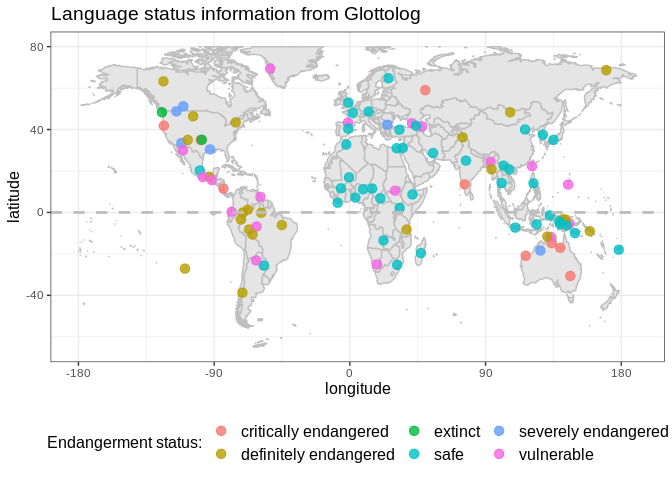 Language status information from Glottolog
80
40
0
-40
latitude
-180
-90
0
90
180
longitude
Endangerment status:
critically endangered
extinct
severely endangered
definitely endangered
safe
vulnerable